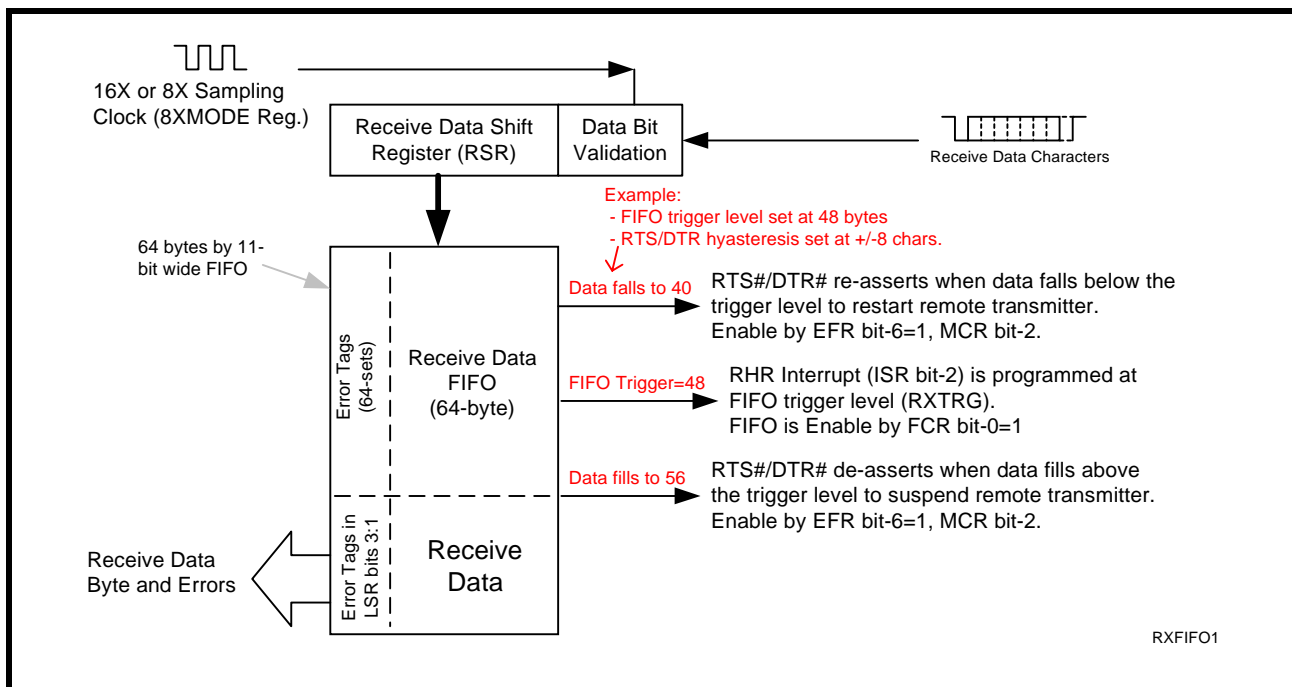 16X or 8X Sampling
Clock (8XMODE Reg.)
Receive Data Shift
Register (RSR)
Data Bit
Validation
Receive Data Characters
Example:
- FIFO trigger level set at 48 bytes
- RTS/DTR hyasteresis set at +/-8 chars.
64 bytes by 11-
bit wide FIFO
Data falls to 40
RTS#/DTR# re-asserts when data falls below the
trigger level to restart remote transmitter.
Enable by EFR bit-6=1, MCR bit-2.
Error Tags
(64-sets)
Receive Data
FIFO
(64-byte)
FIFO Trigger=48
RHR Interrupt (ISR bit-2) is programmed at
FIFO trigger level (RXTRG).
FIFO is Enable by FCR bit-0=1
Data fills to 56
RTS#/DTR# de-asserts when data fills above
the trigger level to suspend remote transmitter.
Enable by EFR bit-6=1, MCR bit-2.
Error Tags in
LSR bits 3:1
Receive
Data
Receive Data
Byte and Errors
RXFIFO1